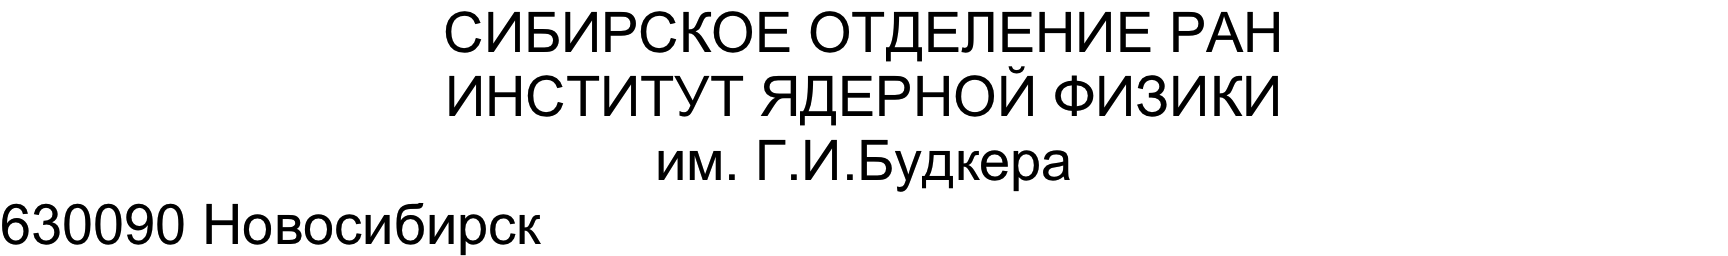 СИБИРСКОЕ ОТДЕЛЕНИЕ РАН
ИНСТИТУТ ЯДЕРНОЙ ФИЗИКИ
им. Г.И.Будкера
630090 Новосибирск